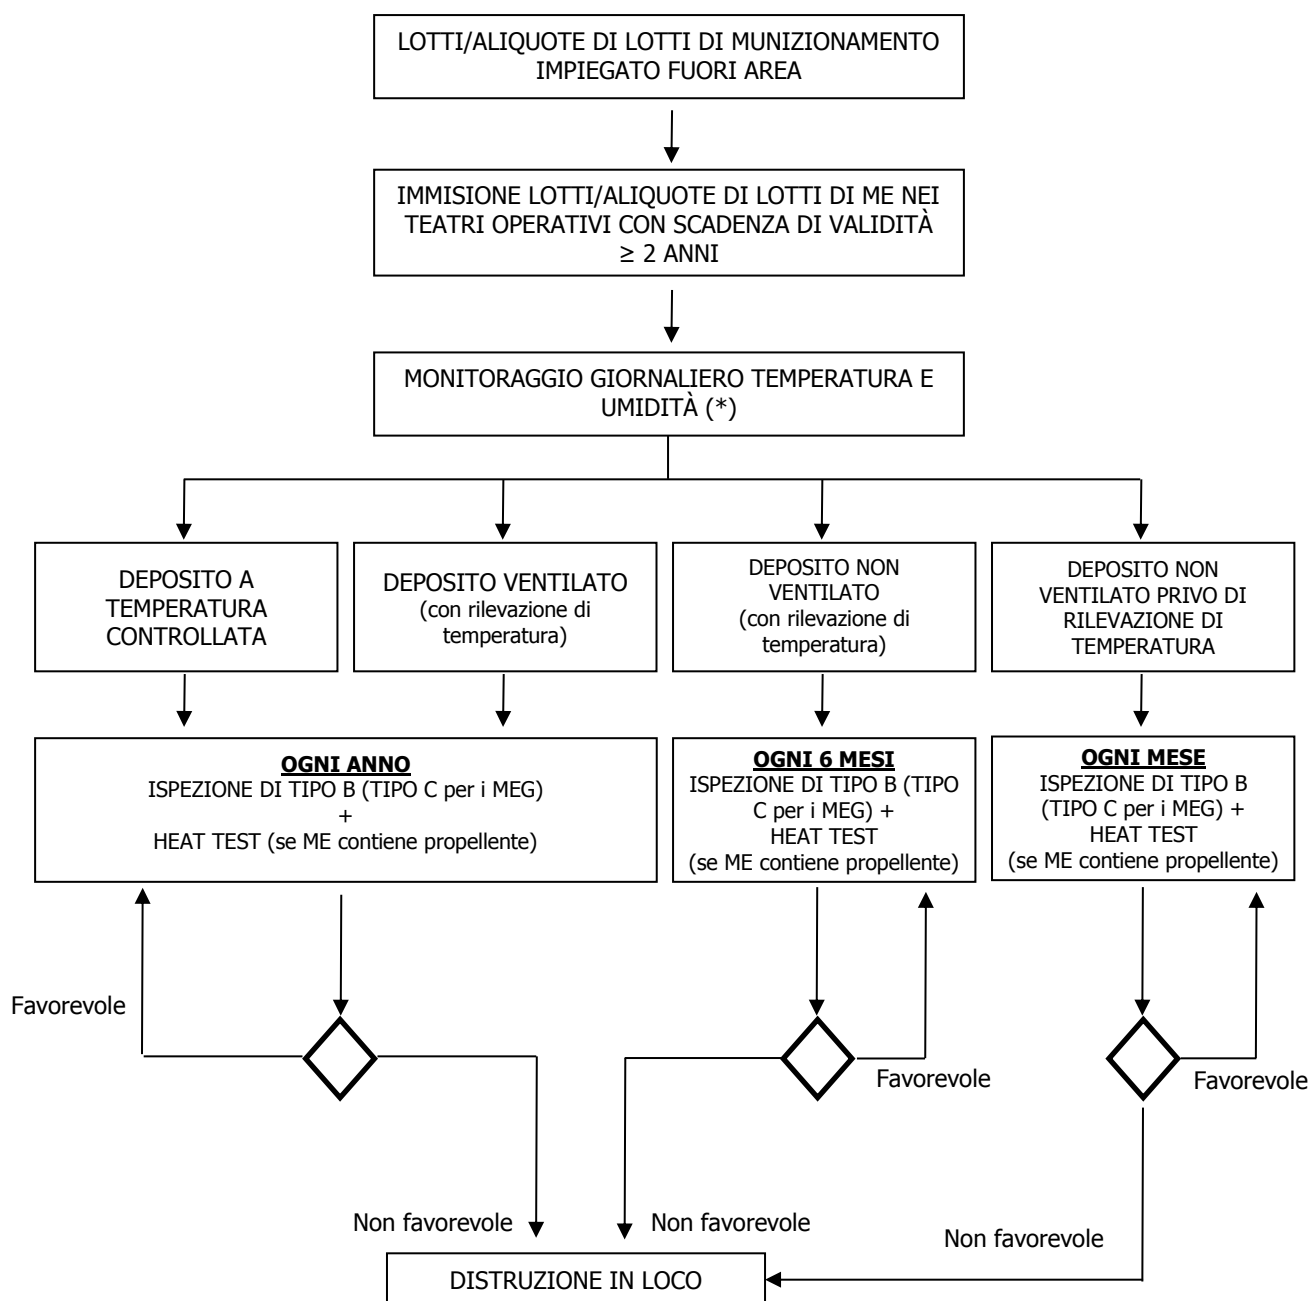 LOTTI/ALIQUOTE DI LOTTI DI MUNIZIONAMENTO
IMPIEGATO FUORI AREA
IMMISIONE LOTTI/ALIQUOTE DI LOTTI DI ME NEI
TEATRI OPERATIVI CON SCADENZA DI VALIDITÀ
≥ 2 ANNI
MONITORAGGIO GIORNALIERO TEMPERATURA E
UMIDITÀ (*)
DEPOSITO A
TEMPERATURA
CONTROLLATA
DEPOSITO VENTILATO
(con rilevazione di
temperatura)
DEPOSITO NON
VENTILATO
(con rilevazione di
temperatura)
DEPOSITO NON
VENTILATO PRIVO DI
RILEVAZIONE DI
TEMPERATURA
OGNI ANNO
ISPEZIONE DI TIPO B (TIPO C per i MEG)
+
HEAT TEST (se ME contiene propellente)
OGNI 6 MESI
ISPEZIONE DI TIPO B (TIPO
C per i MEG) +
HEAT TEST
(se ME contiene propellente)
OGNI MESE
ISPEZIONE DI TIPO B
(TIPO C per i MEG) +
HEAT TEST
(se ME contiene propellente)
Favorevole
Favorevole
Favorevole
Non favorevole
Non favorevole
Non favorevole
DISTRUZIONE IN LOCO